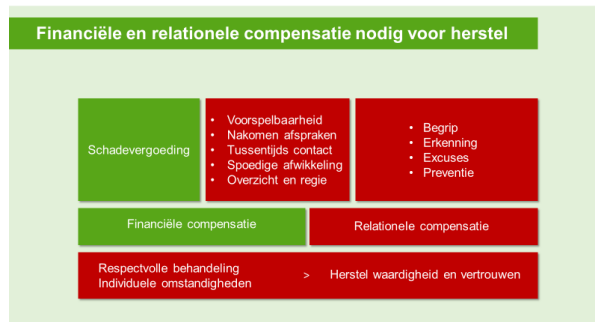 Financiële en relationele compensatie nodig voor herstel
Schadevergoeding
• Voorspelbaarheid
• Nakomen afspraken
• Tussentijds contact
• Spoedige afwikkeling
• Overzicht en regie
• Begrip
• Erkenning
• Excuses
• Preventie
Financiële compensatie
Relationele compensatie
Respectvolle behandeling
Individuele omstandigheden
> Herstel waardigheid en vertrouwen